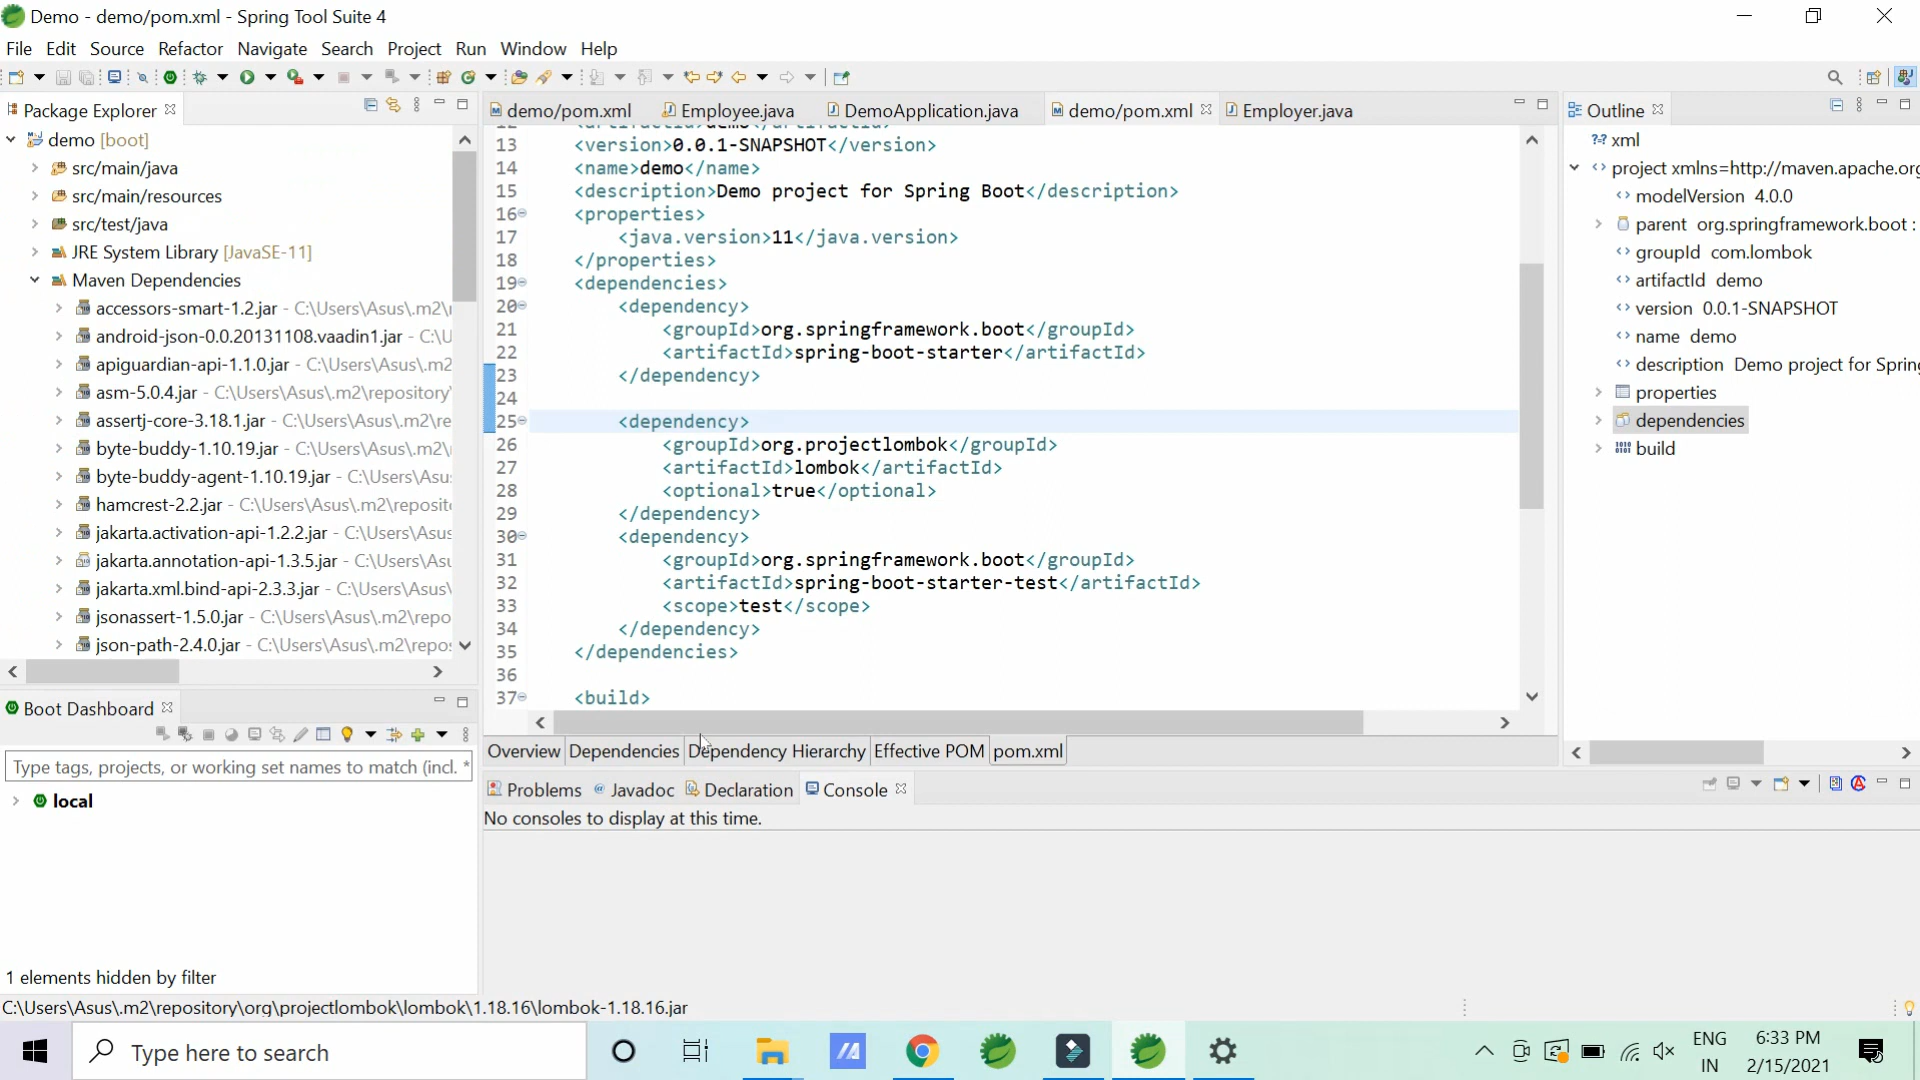 Demo - demo/pom.xml - Spring Tool Suite 4
File Edit Source Refactor Navigate Search Project Run Window Help
Package Explorer
demo [boot]
src/main/java
src/main/resources
src/test/java
JRE System Library [JavaSE-11]
Maven Dependencies
accessors-smart-1.2.jar - C:\Users\Asus\.m2\
android-json-0.0.20131108.vaadin1.jar - C:\U
apiguardian-api-1.1.0.jar - C:\Users\Asus\.m2
asm-5.0.4.jar - C:\Users\Asus\.m2\repository
assertj-core-3.18.1.jar - C:\Users\Asus\.m2\re
byte-buddy-1.10.19.jar - C:\Users\Asus\.m2\
byte-buddy-agent-1.10.19.jar - C:\Users\Asus
hamcrest-2.2.jar - C:\Users\Asus\.m2\reposit
jakarta.activation-api-1.2.2.jar - C:\Users\Asus
jakarta.annotation-api-1.3.5.jar - C:\Users\Asu
jakarta.xml.bind-api-2.3.3.jar - C:\Users\Asus
jsonassert-1.5.0.jar - C:\Users\Asus\.m2\repo
json-path-2.4.0.jar - C:\Users\Asus\.m2\repo
demo/pom.xml Employee.java DemoApplication.java demo/pom.xml Employer.java
12 <artifactId>demo</artifactId>
13 <version>0.0.1-SNAPSHOT</version>
14 <name>demo</name>
15 <description>Demo project for Spring Boot</description>
16 <properties>
17 <java.version>11</java.version>
18 </properties>
19 <dependencies>
20 <dependency>
21 <groupId>org.springframework.boot</groupId>
22 <artifactId>spring-boot-starter</artifactId>
23 </dependency>
24
25 <dependency>
26 <groupId>org.projectlombok</groupId>
27 <artifactId>lombok</artifactId>
28 <optional>true</optional>
29 </dependency>
30 <dependency>
31 <groupId>org.springframework.boot</groupId>
32 <artifactId>spring-boot-starter-test</artifactId>
33 <scope>test</scope>
34 </dependency>
35 </dependencies>
36
37 <build>
Overview Dependencies Dependency Hierarchy Effective POM pom.xml
Outline
?-? xml
project xmlns=http://maven.apache.org
modelVersion 4.0.0
parent org.springframework.boot :
groupId com.lombok
artifactId demo
version 0.0.1-SNAPSHOT
name demo
description Demo project for Spring
properties
dependencies
build
Boot Dashboard
Type tags, projects, or working set names to match (incl. *
local
1 elements hidden by filter
Problems Javadoc Declaration Console
No consoles to display at this time.
C:\Users\Asus\.m2\repository\org\projectlombok\lombok\1.18.16\lombok-1.18.16.jar
Type here to search
ENG
IN
6:33 PM
2/15/2021